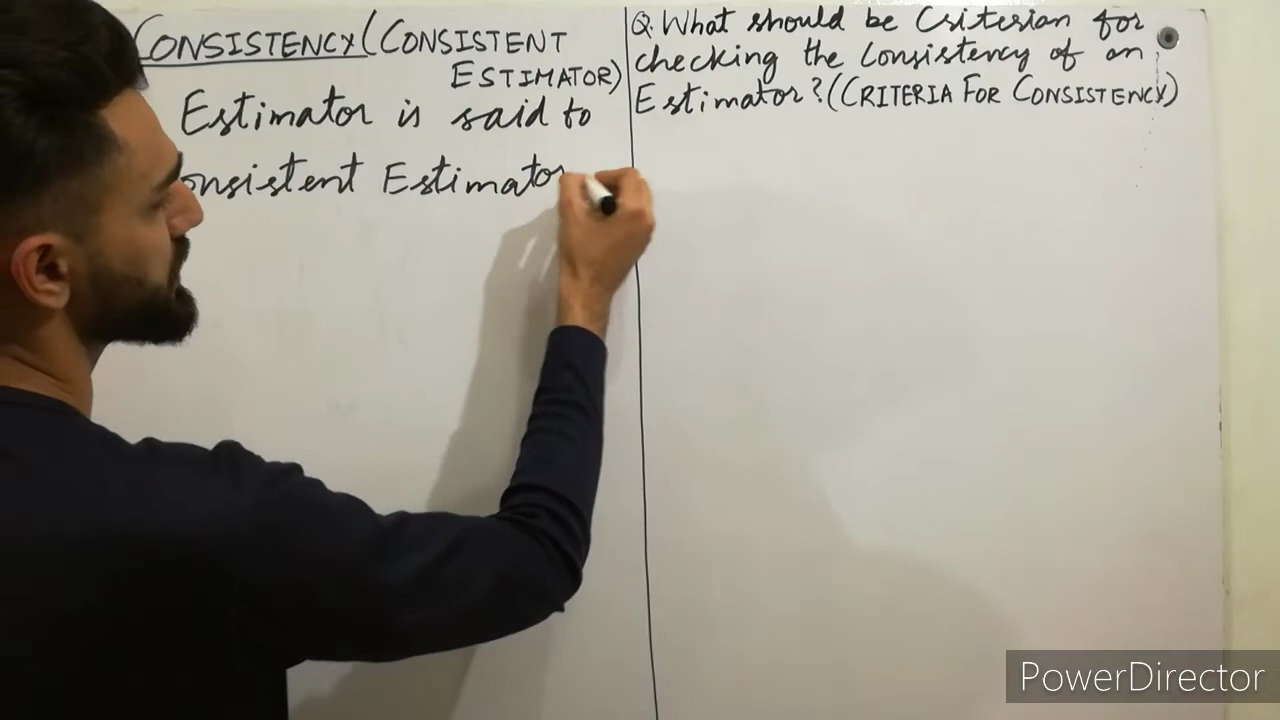 CONSISTENCY (CONSISTENT
ESTIMATOR)
Estimator is said to
onsistent Estimator
Q. What should be Criterian for
checking the Consistency of an
Estimator? (CRITERIA FOR CONSISTENCY)
PowerDirector